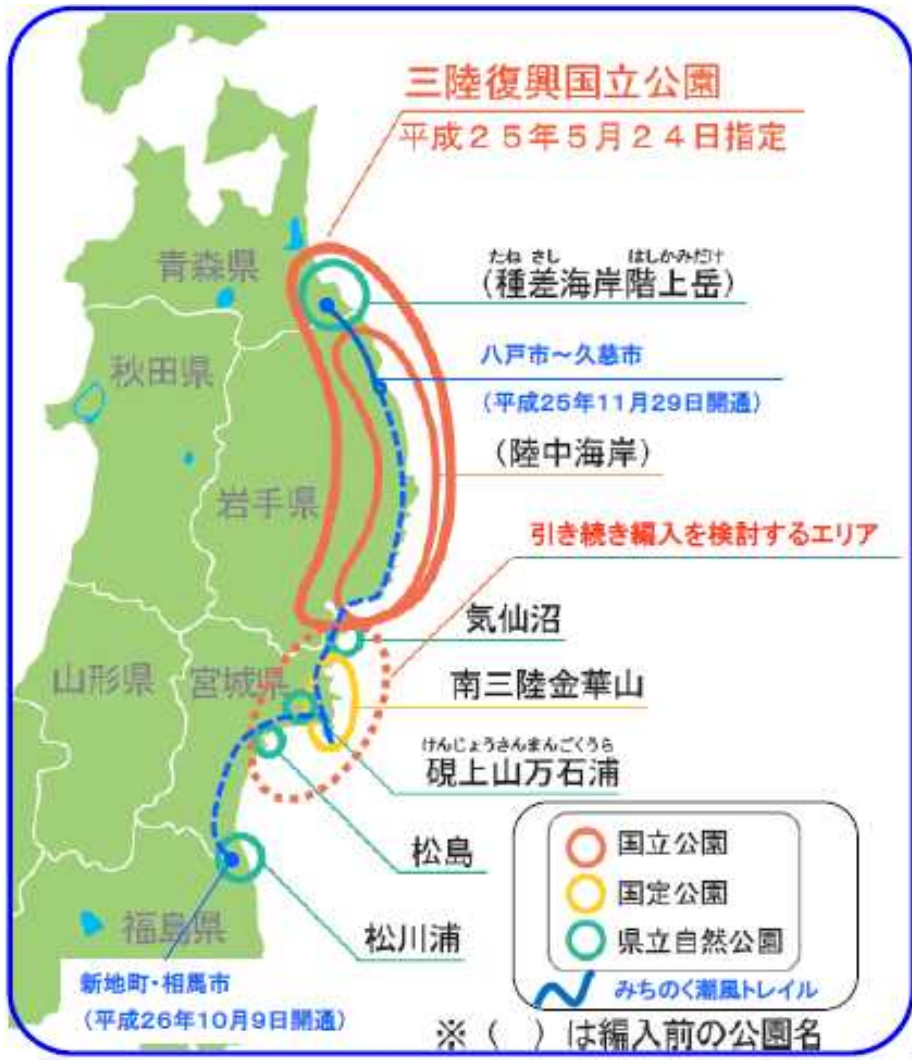 三陸復興国立公園
平成25年5月24日指定
青森県
たね さし はしかみだけ
(種差海岸階上岳)
八戸市～久慈市
(平成25年11月29日開通)
秋田県
(陸中海岸)
岩手県
引き続き編入を検討するエリア
気仙沼
山形県
宮城県
南三陸金華山
けんじょうさんまんごくうら
硯上山万石浦
松島
国立公園
国定公園
県立自然公園
みちのく潮風トレイル
福島県
松川浦
新地町・相馬市
(平成26年10月9日開通)
※( )は編入前の公園名